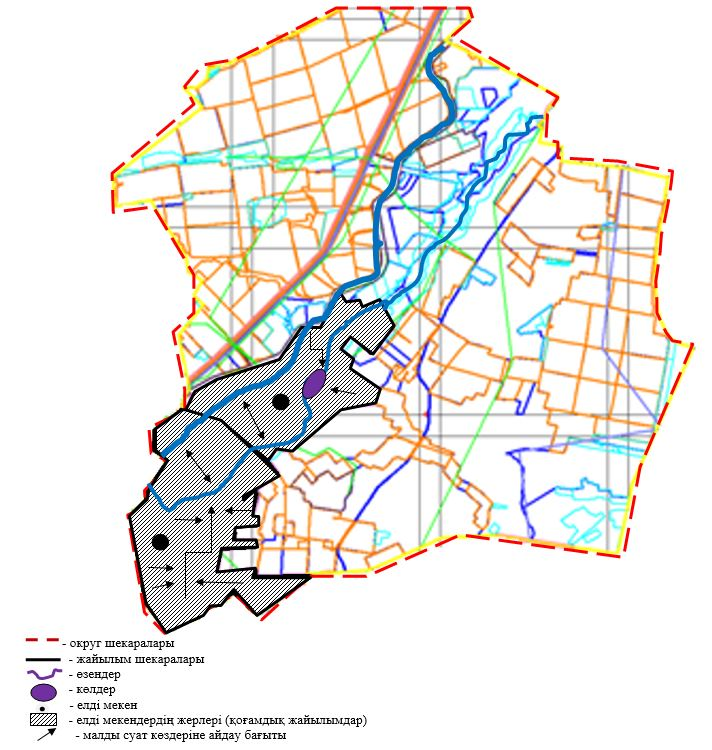 - округ шекаралары
- жайылым шекаралары
- өзендер
- көлдер
- елді мекен
- елді мекендердің жерлері (қоғамдық жайылымдар)
- малды суат көздеріне айдау бағыты